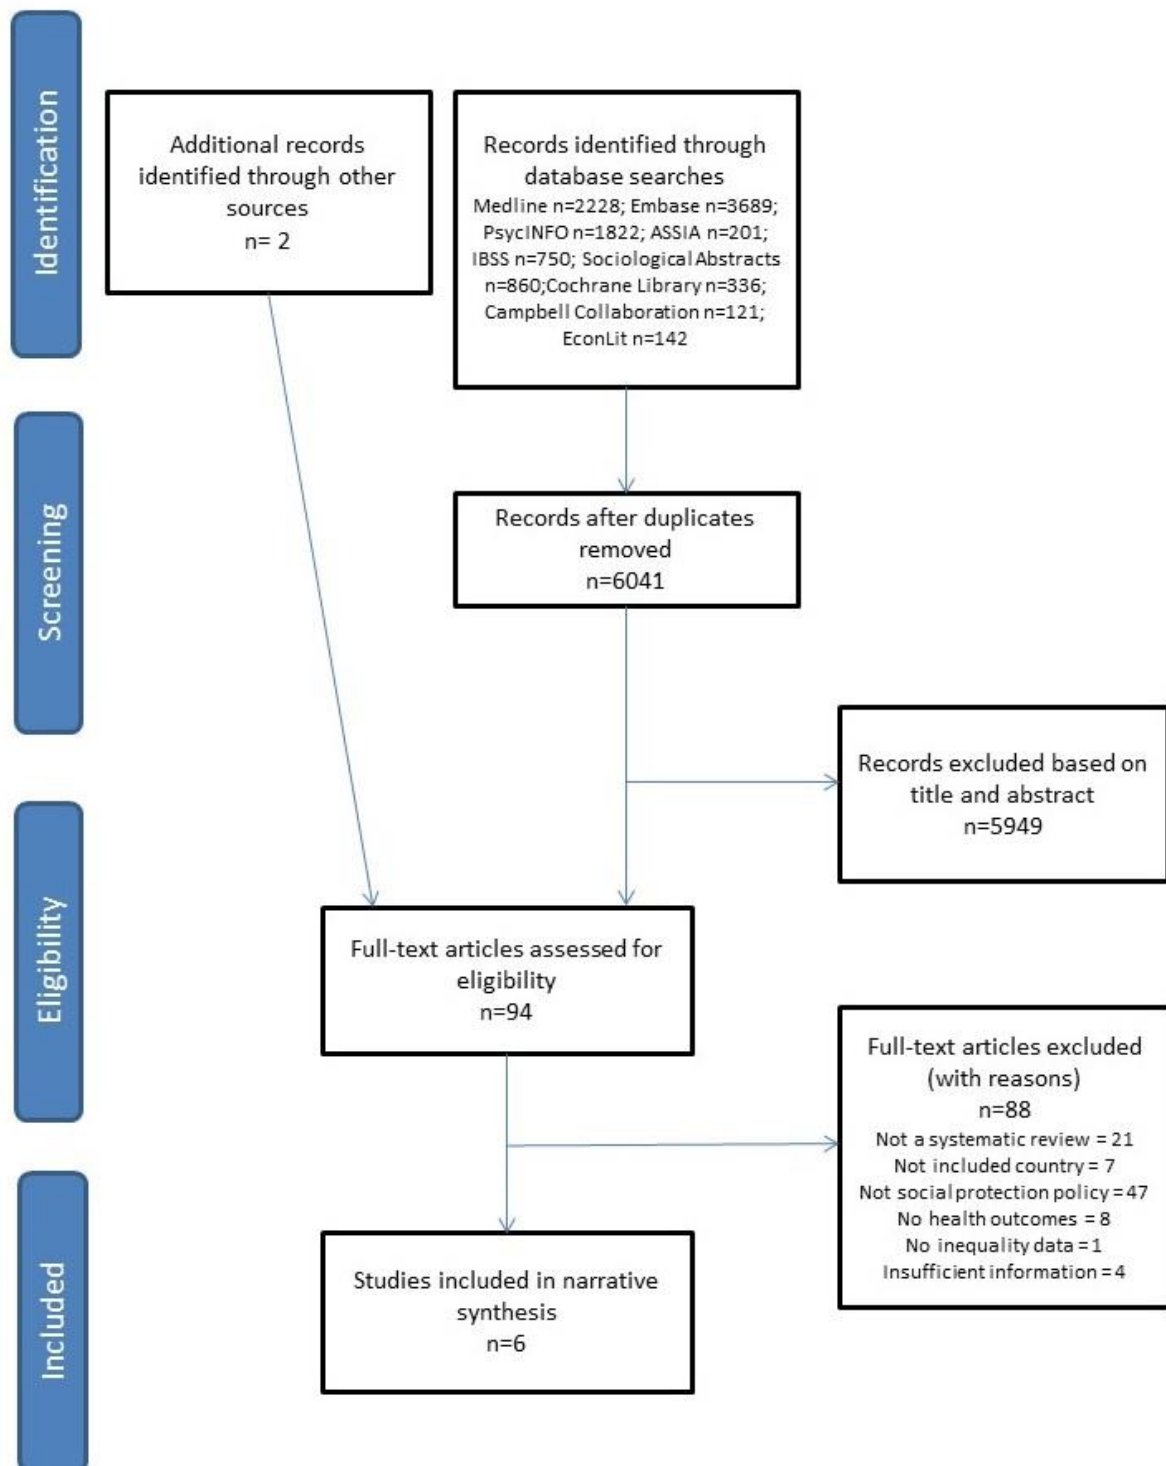 Identification
Additional records
identified through other
sources
n= 2
Records identified through
database searches
Medline n=2228; Embase n=3689;
PsycINFO n=1822; ASSIA n=201;
IBSS n=750; Sociological Abstracts
n=860;Cochrane Library n=336;
Campbell Collaboration n=121;
EconLit n=142
Screening
Records after duplicates
removed
n=6041
Records excluded based on
title and abstract
n=5949
Eligibility
Full-text articles assessed for
eligibility
n=94
Full-text articles excluded
(with reasons)
n=88
Not a systematic review = 21
Not included country = 7
Not social protection policy = 47
No health outcomes = 8
No inequality data = 1
Insufficient information = 4
Included
Studies included in narrative
synthesis
n=6